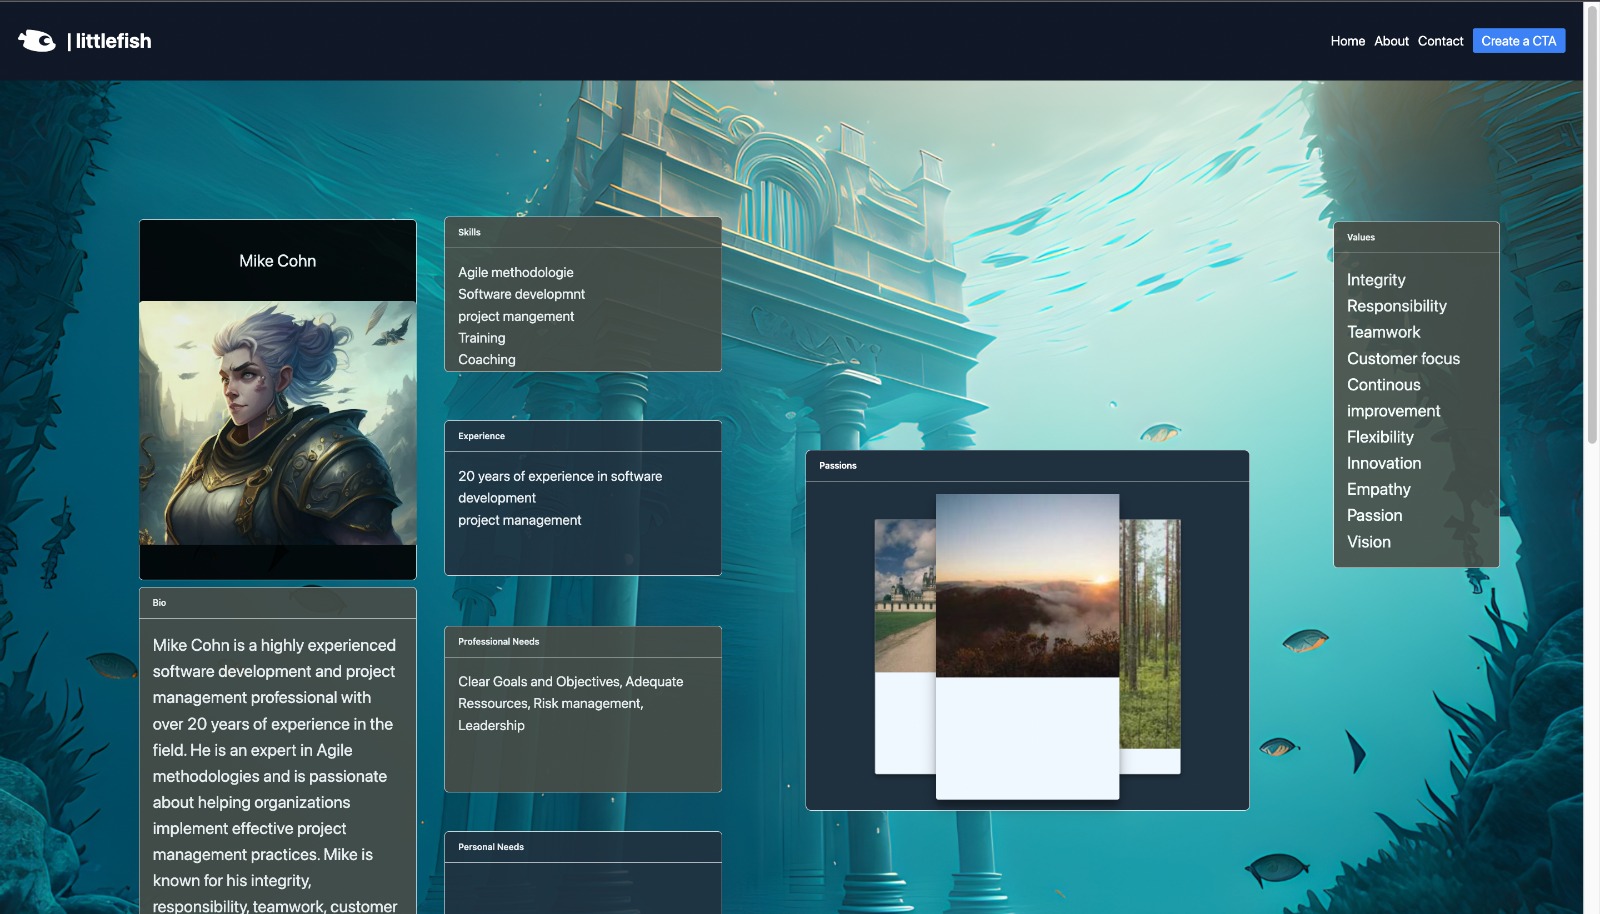 | littlefish
Home About Contact Create a CTA
Mike Cohn
Bio
Mike Cohn is a highly experienced
software development and project
management professional with
over 20 years of experience in the
field. He is an expert in Agile
methodologies and is passionate
about helping organizations
implement effective project
management practices. Mike is
known for his integrity,
responsibility, teamwork, customer
Skills
Agile methodologie
Software developmnt
project mangement
Training
Coaching
Experience
20 years of experience in software
development
project management
Professional Needs
Clear Goals and Objectives, Adequate
Ressources, Risk management,
Leadership
Personal Needs
Passions
Values
Integrity
Responsibility
Teamwork
Customer focus
Continous
improvement
Flexibility
Innovation
Empathy
Passion
Vision